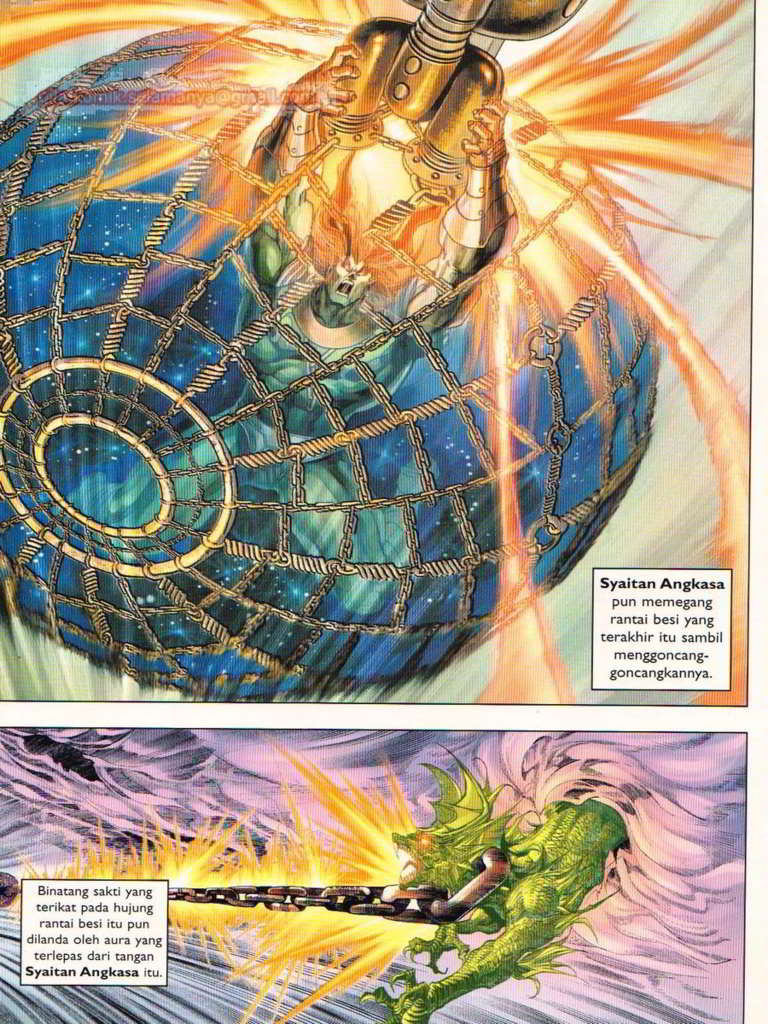 Syaitan Angkasa
pun memegang
rantai besi yang
terakhir itu sambil
menggoncang-
goncangkannya.
Binatang sakti yang
terikat pada hujung
rantai besi itu pun
dilanda oleh aura yang
terlepas dari tangan
Syaitan Angkasa itu.